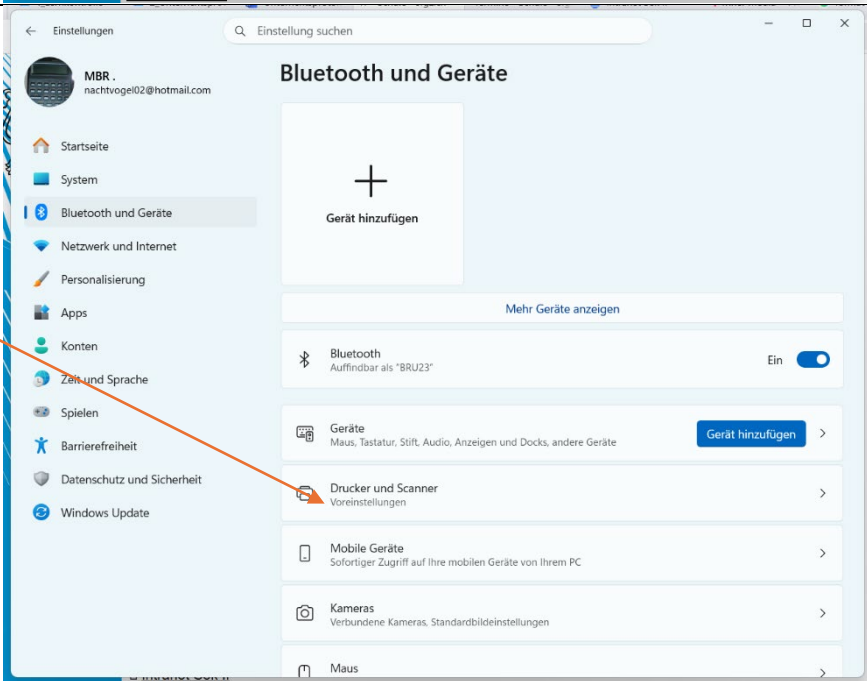 Einstellungen
Einstellung suchen
MBR .
nachtvogel02@hotmail.com
Startseite
System
Bluetooth und Geräte
Netzwerk und Internet
Personalisierung
Apps
Konten
Zeit und Sprache
Spielen
Barrierefreiheit
Datenschutz und Sicherheit
Windows Update
Bluetooth und Geräte
Gerät hinzufügen
Mehr Geräte anzeigen
Bluetooth
Auffindbar als "BRU23"
Ein
Geräte
Maus, Tastatur, Stift, Audio, Anzeigen und Docks, andere Geräte
Gerät hinzufügen
Drucker und Scanner
Voreinstellungen
Mobile Geräte
Sofortiger Zugriff auf Ihre mobilen Geräte von Ihrem PC
Kameras
Verbundene Kameras, Standardbildeinstellungen
Maus